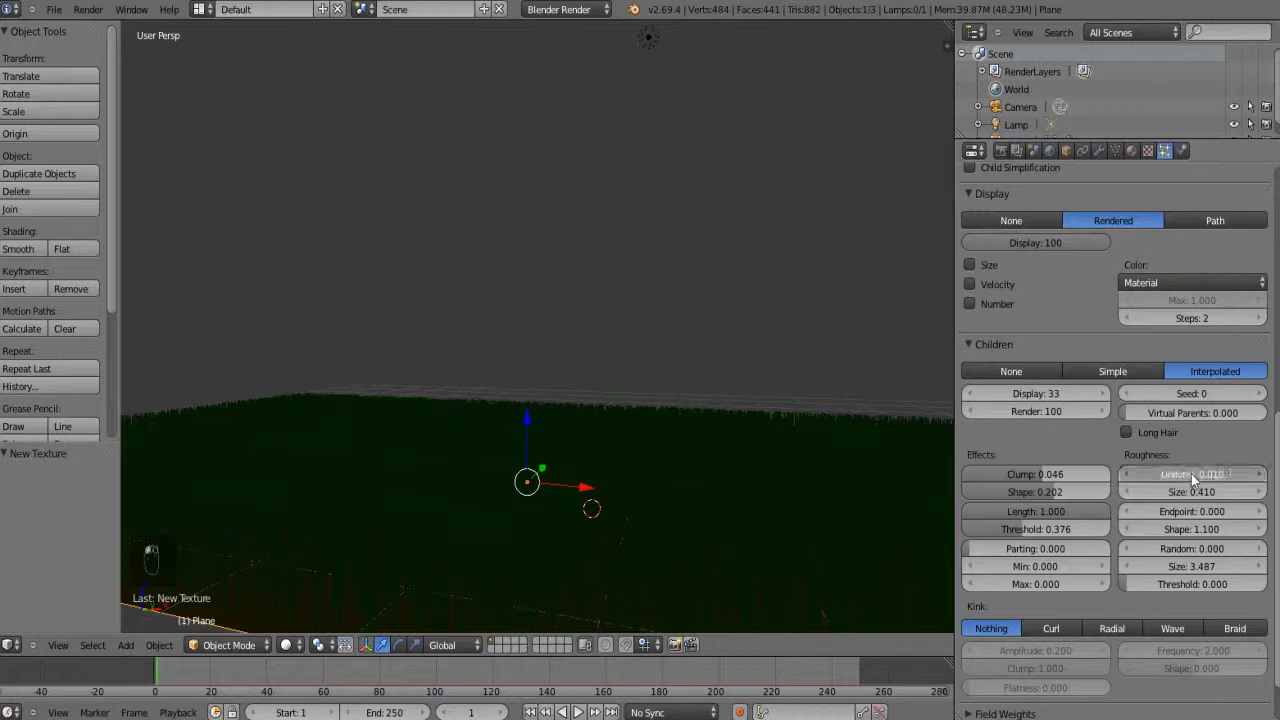 File Render Window Help Default Scene Blender Render v2.69.4 | Verts:484 | Faces:441 | Tris:882 | Objects:1/3 | Lamps:0/1 | Mem:39.87M (48.23M) | Plane
Object Tools
Transform:
Translate
Rotate
Scale
Origin
Object:
Duplicate Objects
Delete
Join
Shading:
Smooth Flat
Keyframes:
Insert Remove
Motion Paths:
Calculate Clear
Repeat:
Repeat Last
History...
Grease Pencil:
Draw Line
New Texture
User Persp
Last: New Texture
(1) Plane
View Select Add Object Object Mode Global
-40 -20 0 20 40 60 80 100 120 140 160 180 200 220 240 260 280
View Marker Frame Playback Start: 1 End: 250 1 No Sync
View Search All Scenes
Scene
RenderLayers
World
Camera
Lamp
Child Simplification
Display
None Rendered Path
Display: 100
Size
Velocity
Number
Color:
Material
Max: 1.000
Steps: 2
Children
None Simple Interpolated
Display: 33 Seed: 0
Render: 100 Virtual Parents: 0.000
Long Hair
Effects: Roughness:
Clump: 0.046
Shape: 0.202 Size: 0.410
Length: 1.000 Endpoint: 0.000
Threshold: 0.376 Shape: 1.100
Parting: 0.000 Random: 0.000
Min: 0.000 Size: 3.487
Max: 0.000 Threshold: 0.000
Kink:
Nothing Curl Radial Wave Braid
Amplitude: 0.200 Frequency: 2.000
Clump: 1.000 Shape: 0.000
Flatness: 0.000
Field Weights